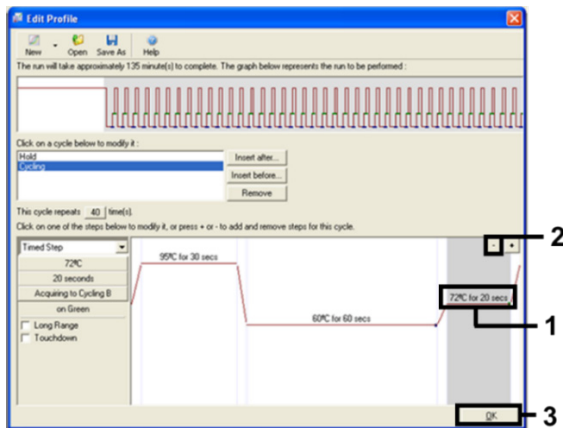 Edit Profile
New Open Save As Help
The run will take approximately 135 minute(s) to complete. The graph below represents the run to be performed :
Click on a cycle below to modify it :
Hold
Cycling
Insert after...
Insert before...
Remove
This cycle repeats 40 time(s).
Click on one of the steps below to modify it, or press + or - to add and remove steps for this cycle.
Timed Step
72ºC
20 seconds
Acquiring to Cycling B
on Green
Long Range
Touchdown
95ºC for 30 secs
60ºC for 60 secs
72ºC for 20 secs
- +
2
1
OK
3